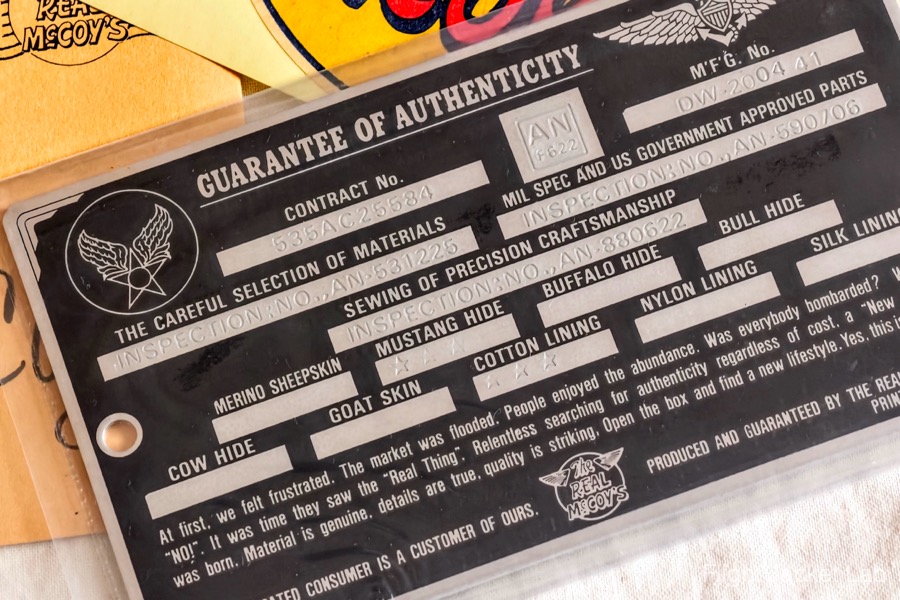 REAL
McCOY'S
GUARANTEE OF AUTHENTICITY
AN
F622
M'F'G. No.
DW-2004 41
CONTRACT No.
535AC25584
MIL SPEC AND US GOVERNMENT APPROVED PARTS
INSPECTION:NO.,AN-590706
THE CAREFUL SELECTION OF MATERIALS
INSPECTION:NO.,AN-531225
SEWING OF PRECISION CRAFTSMANSHIP
INSPECTION:NO.,AN-880622
MERINO SHEEPSKIN
MUSTANG HIDE
BUFFALO HIDE
BULL HIDE
COW HIDE
GOAT SKIN
COTTON LINING
NYLON LINING
SILK LINING
At first, we felt frustrated. The market was flooded. People enjoyed the abundance. Was everybody bombarded?
"NO!". It was time they saw the "Real Thing". Relentless searching for authenticity regardless of cost, a "New
was born. Material is genuine, details are true, quality is striking. Open the box and find a new lifestyle. Yes, this
CONSUMER IS A CUSTOMER OF OURS.
The
REAL
McCOY'S
PRODUCED AND GUARANTEED BY THE REAL